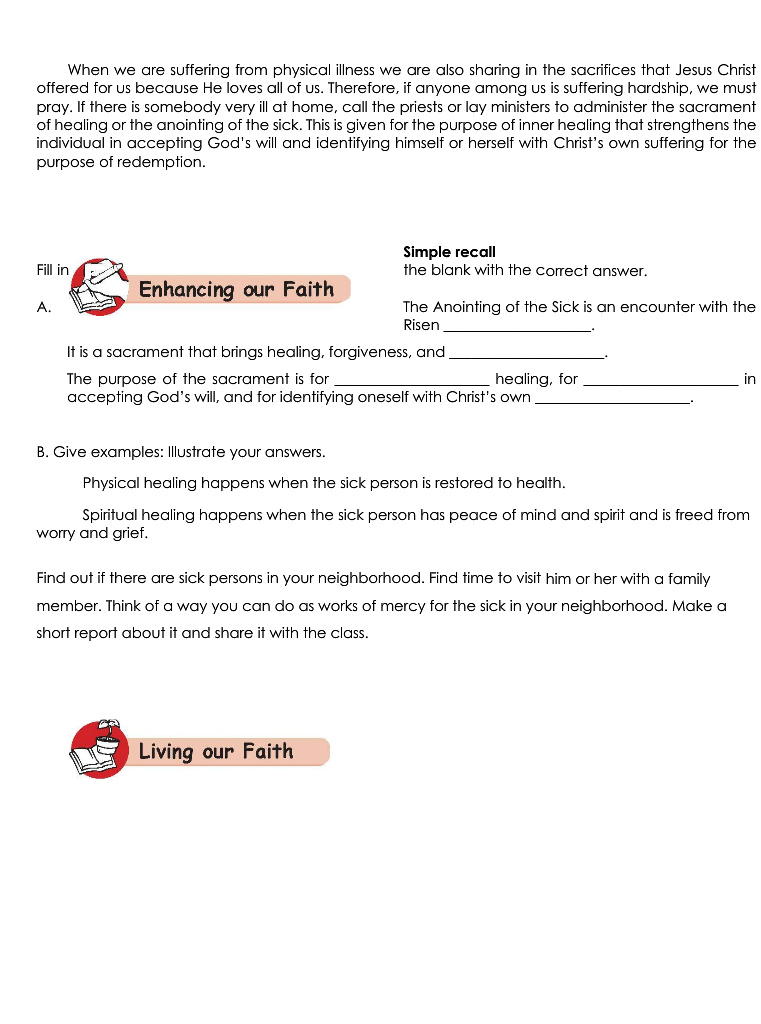 When we are suffering from physical illness we are also sharing in the sacrifices that Jesus Christ
offered for us because He loves all of us. Therefore, if anyone among us is suffering hardship, we must
pray. If there is somebody very ill at home, call the priests or lay ministers to administer the sacrament
of healing or the anointing of the sick. This is given for the purpose of inner healing that strengthens the
individual in accepting God's will and identifying himself or herself with Christ's own suffering for the
purpose of redemption.
Simple recall
Fill in the blank with the correct answer.
Enhancing our Faith
A. The Anointing of the Sick is an encounter with the
Risen ___________________.
It is a sacrament that brings healing, forgiveness, and ____________________.
The purpose of the sacrament is for ____________________ healing, for ____________________ in
accepting God's will, and for identifying oneself with Christ's own ____________________.
B. Give examples: Illustrate your answers.
Physical healing happens when the sick person is restored to health.
Spiritual healing happens when the sick person has peace of mind and spirit and is freed from
worry and grief.
Find out if there are sick persons in your neighborhood. Find time to visit him or her with a family
member. Think of a way you can do as works of mercy for the sick in your neighborhood. Make a
short report about it and share it with the class.
Living our Faith